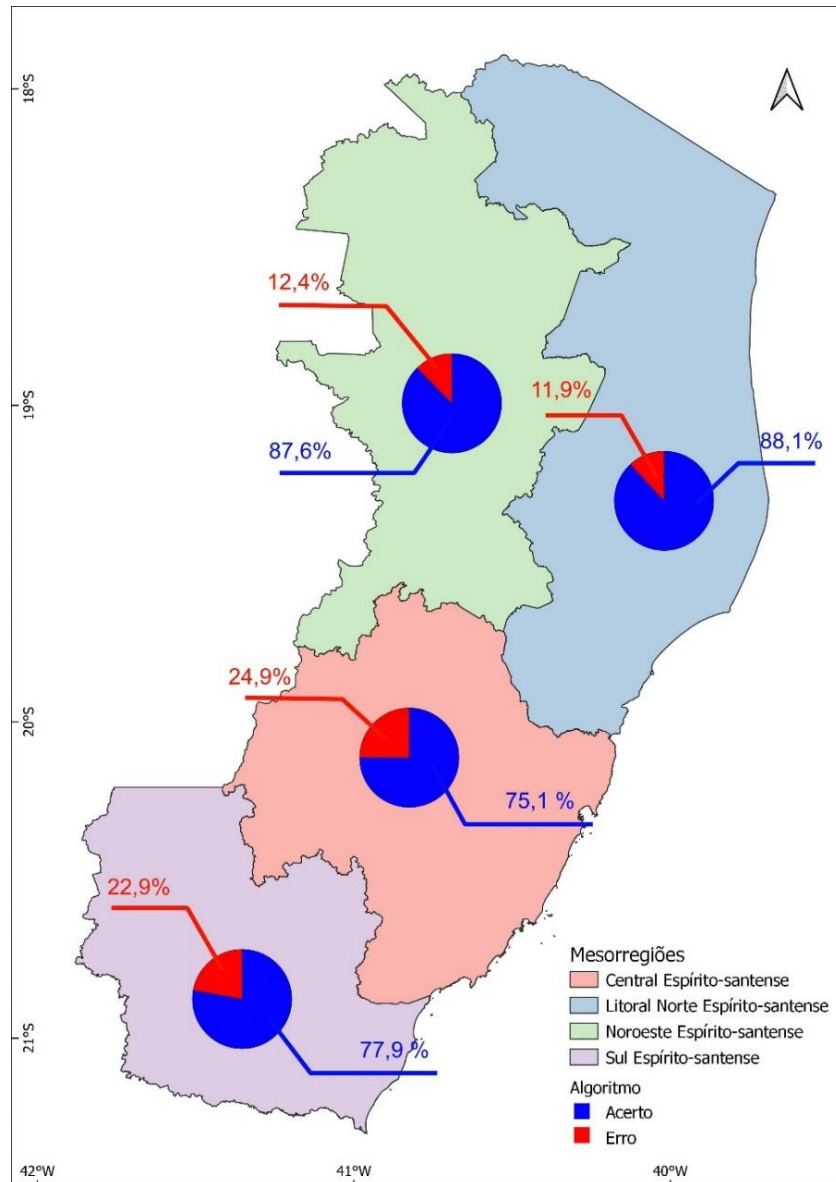 18°S
12,4%
19°S
11,9%
87,6%
88,1%
24,9%
20°S
75,1 %
22,9%
Mesorregiões
Central Espírito-santense
Litoral Norte Espírito-santense
Noroeste Espírito-santense
21°S
77,9 %
Sul Espírito-santense
Algoritmo
Acerto
Erro
42°W
41°W
40°W